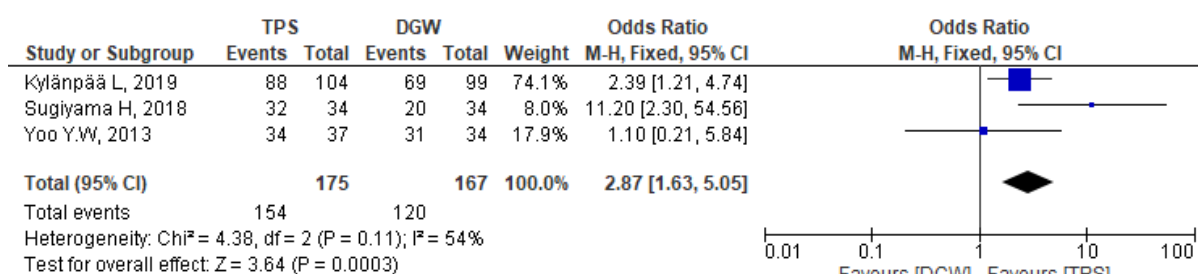 TPS DGW Odds Ratio Odds Ratio
Study or Subgroup Events Total Events Total Weight M-H, Fixed, 95% CI M-H, Fixed, 95% CI
Kylänpää L, 2019 88 104 69 99 74.1% 2.39 [1.21, 4.74]
Sugiyama H, 2018 32 34 20 34 8.0% 11.20 [2.30, 54.56]
Yoo Y.W, 2013 34 37 31 34 17.9% 1.10 [0.21, 5.84]
Total (95% CI) 175 167 100.0% 2.87 [1.63, 5.05]
Total events 154 120
Heterogeneity: Chi² = 4.38, df = 2 (P = 0.11); I² = 54%
Test for overall effect: Z = 3.64 (P = 0.0003)
0.01 0.1 1 10 100
Favours [DGW] Favours [TPS]